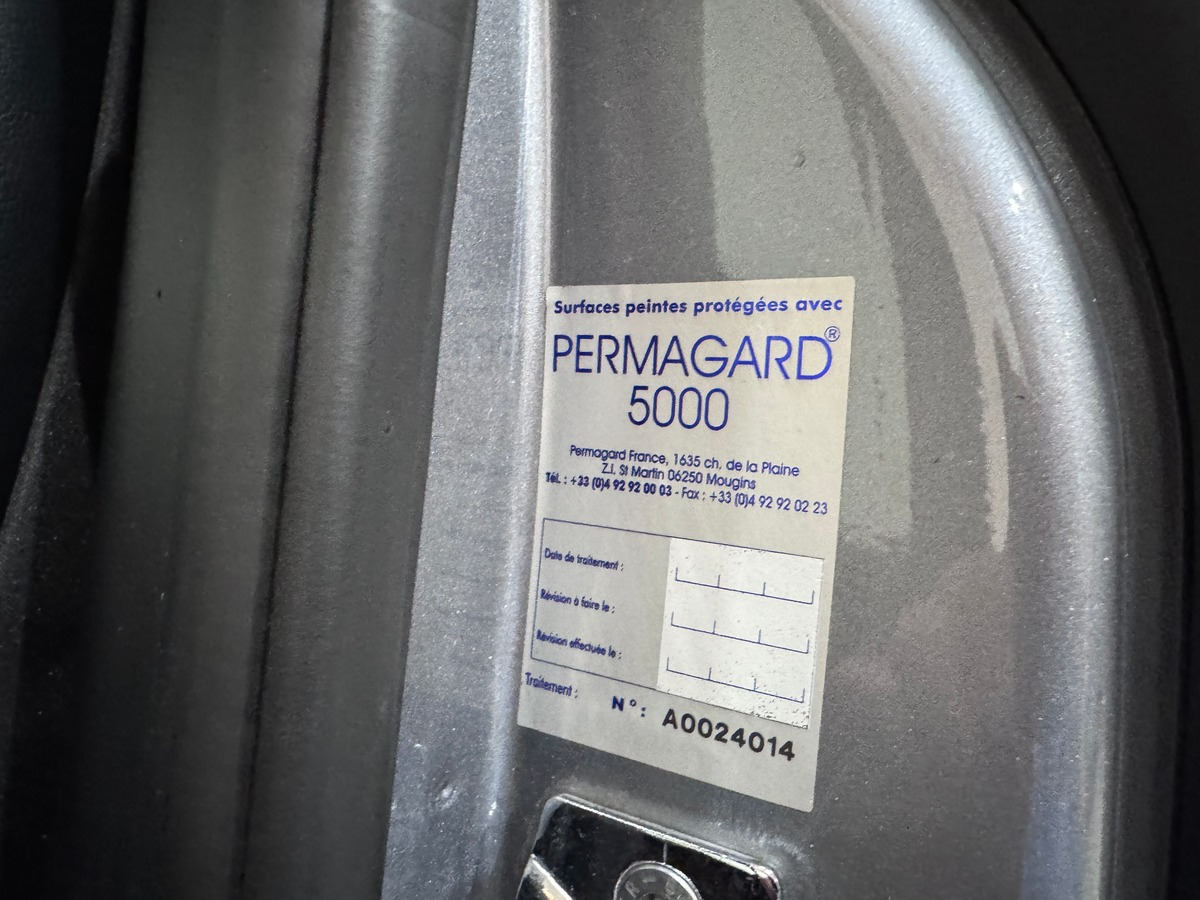 Surfaces peintes protégées avec
PERMAGARD®
5000
Permagard France, 1635 ch. de la Plaine
Z.I. St Martin 06250 Mougins
Tél. : +33 (0)4 92 92 00 03 - Fax : +33 (0)4 92 92 02 23
Date de traitement :
Révision à faire le :
Révision effectuée le :
Traitement : N°: A0024014